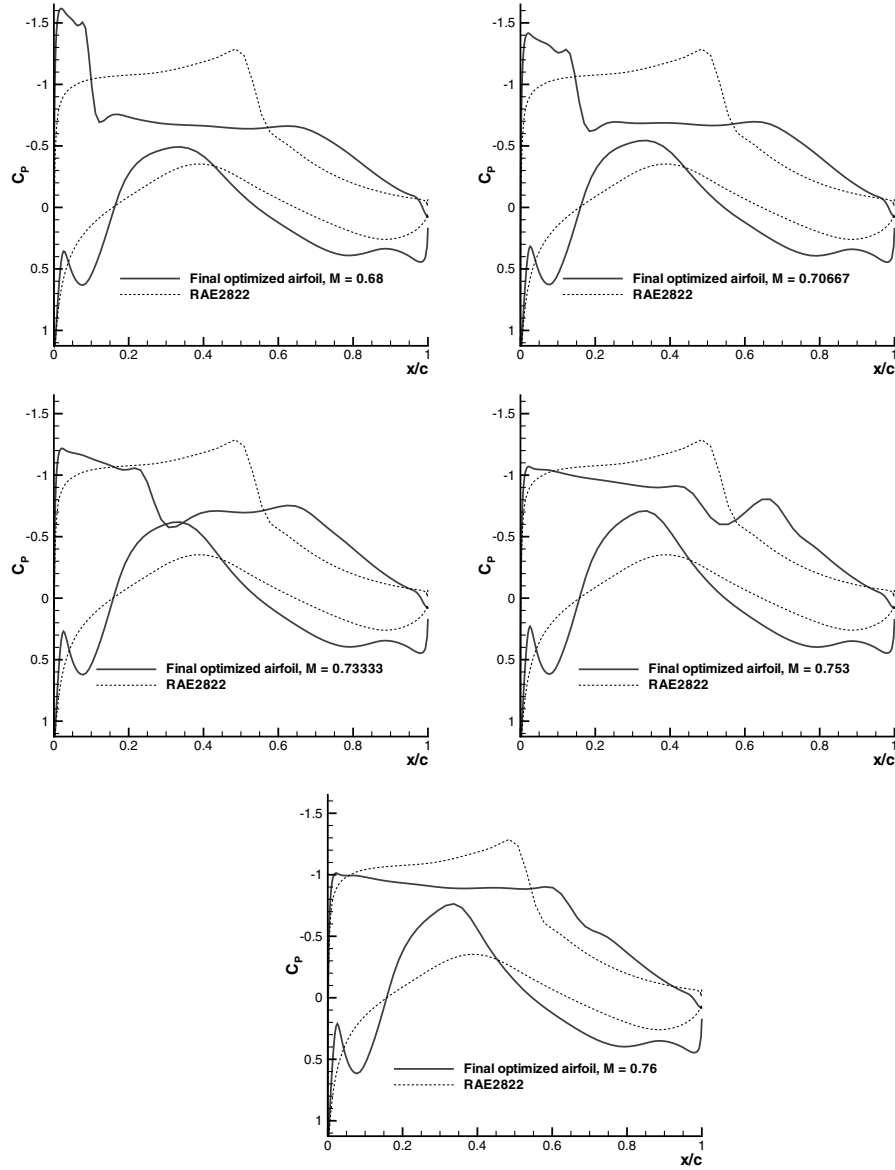 -1.5
-1
-0.5
0
0.5
1
C_P
0 0.2 0.4 0.6 0.8 1
x/c
Final optimized airfoil, M = 0.68
RAE2822
-1.5
-1
-0.5
0
0.5
1
C_P
0 0.2 0.4 0.6 0.8 1
x/c
Final optimized airfoil, M = 0.70667
RAE2822
-1.5
-1
-0.5
0
0.5
1
C_P
0 0.2 0.4 0.6 0.8 1
x/c
Final optimized airfoil, M = 0.73333
RAE2822
-1.5
-1
-0.5
0
0.5
1
C_P
0 0.2 0.4 0.6 0.8 1
x/c
Final optimized airfoil, M = 0.753
RAE2822
-1.5
-1
-0.5
0
0.5
1
C_P
0 0.2 0.4 0.6 0.8 1
x/c
Final optimized airfoil, M = 0.76
RAE2822